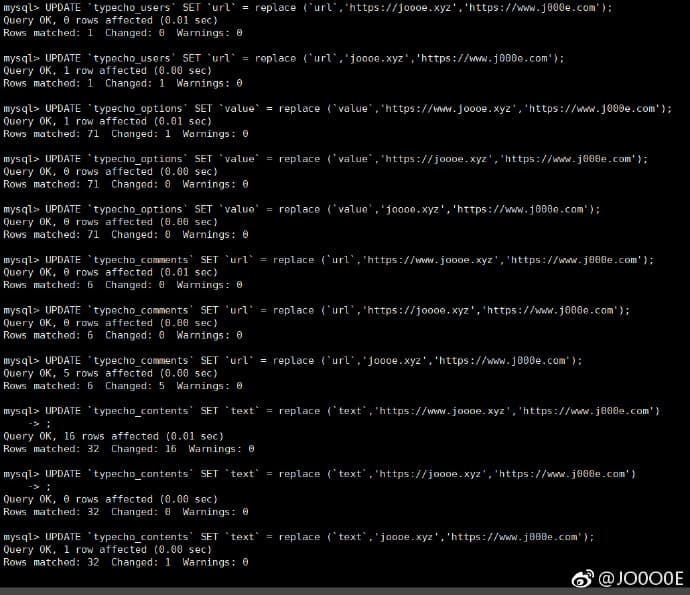 mysql> UPDATE `typecho_users` SET `url` = replace (`url`,'https://joooe.xyz','https://www.j000e.com');
Query OK, 0 rows affected (0.01 sec)
Rows matched: 1  Changed: 0  Warnings: 0
mysql> UPDATE `typecho_users` SET `url` = replace (`url`,'joooe.xyz','https://www.j000e.com');
Query OK, 1 row affected (0.00 sec)
Rows matched: 1  Changed: 1  Warnings: 0
mysql> UPDATE `typecho_options` SET `value` = replace (`value`,'https://www.joooe.xyz','https://www.j000e.com');
Query OK, 1 row affected (0.01 sec)
Rows matched: 71  Changed: 1  Warnings: 0
mysql> UPDATE `typecho_options` SET `value` = replace (`value`,'https://joooe.xyz','https://www.j000e.com');
Query OK, 0 rows affected (0.00 sec)
Rows matched: 71  Changed: 0  Warnings: 0
mysql> UPDATE `typecho_options` SET `value` = replace (`value`,'joooe.xyz','https://www.j000e.com');
Query OK, 0 rows affected (0.00 sec)
Rows matched: 71  Changed: 0  Warnings: 0
mysql> UPDATE `typecho_comments` SET `url` = replace (`url`,'https://www.joooe.xyz','https://www.j000e.com');
Query OK, 0 rows affected (0.01 sec)
Rows matched: 6  Changed: 0  Warnings: 0
mysql> UPDATE `typecho_comments` SET `url` = replace (`url`,'https://joooe.xyz','https://www.j000e.com');
Query OK, 0 rows affected (0.00 sec)
Rows matched: 6  Changed: 0  Warnings: 0
mysql> UPDATE `typecho_comments` SET `url` = replace (`url`,'joooe.xyz','https://www.j000e.com');
Query OK, 5 rows affected (0.00 sec)
Rows matched: 6  Changed: 5  Warnings: 0
mysql> UPDATE `typecho_contents` SET `text` = replace (`text`,'https://www.joooe.xyz','https://www.j000e.com')
    -> ;
Query OK, 16 rows affected (0.01 sec)
Rows matched: 32  Changed: 16  Warnings: 0
mysql> UPDATE `typecho_contents` SET `text` = replace (`text`,'https://joooe.xyz','https://www.j000e.com')
    -> ;
Query OK, 0 rows affected (0.00 sec)
Rows matched: 32  Changed: 0  Warnings: 0
mysql> UPDATE `typecho_contents` SET `text` = replace (`text`,'joooe.xyz','https://www.j000e.com');
Query OK, 1 row affected (0.00 sec)
Rows matched: 32  Changed: 1  Warnings: 0
@JO0O0E